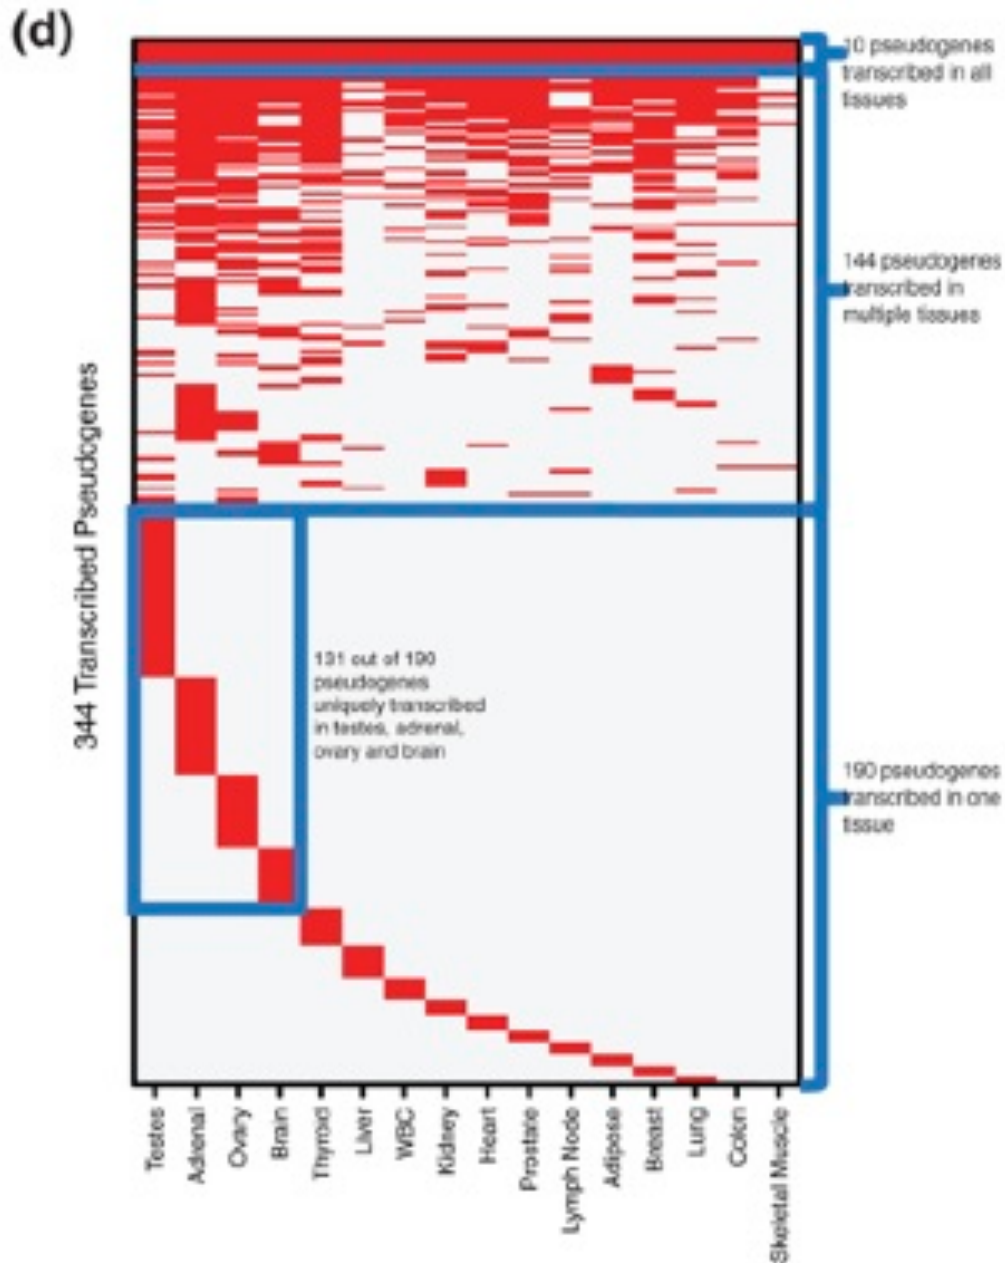 (d)
10 pseudogenes
transcribed in all
tissues
144 pseudogenes
transcribed in
multiple tissues
344 Transcribed Pseudogenes
131 out of 190
pseudogenes
uniquely transcribed
in testes, adrenal,
ovary and brain
190 pseudogenes
transcribed in one
tissue
Testes
Adrenal
Ovary
Brain
Thyroid
Liver
WBC
Kidney
Heart
Prostate
Lymph Node
Adipose
Breast
Lung
Colon
Skeletal Muscle